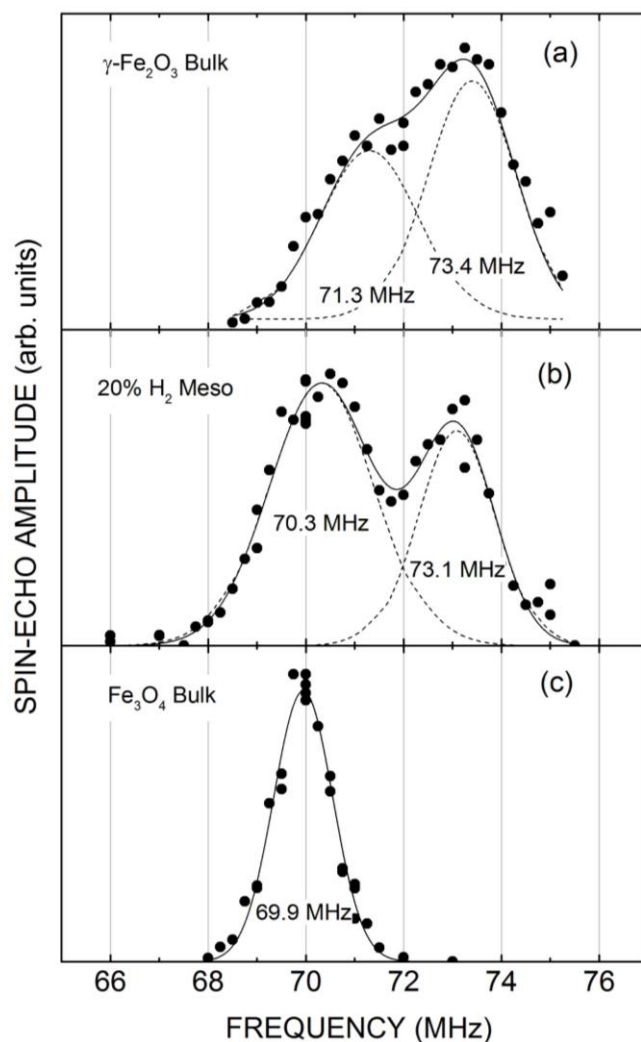 (a)
γ-Fe₂O₃ Bulk
73.4 MHz
71.3 MHz
(b)
20% H₂ Meso
70.3 MHz
73.1 MHz
(c)
Fe₃O₄ Bulk
69.9 MHz
SPIN-ECHO AMPLITUDE (arb. units)
66 68 70 72 74 76
FREQUENCY (MHz)